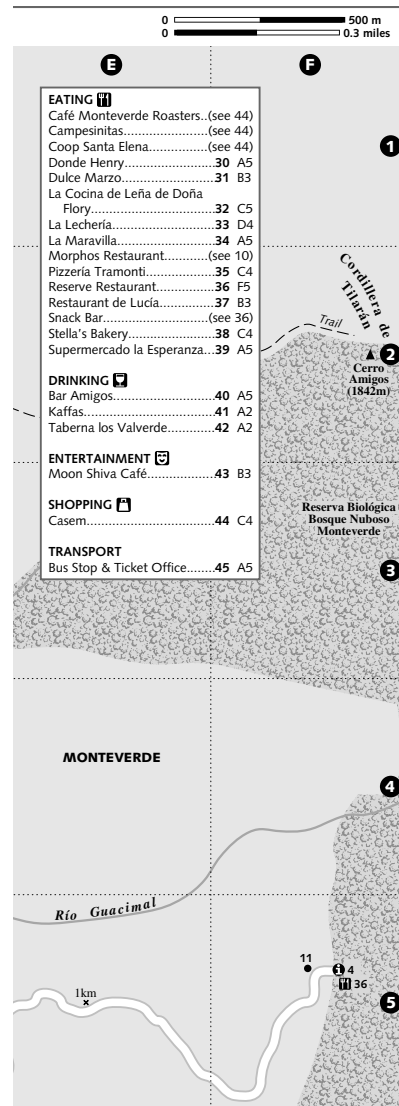 0 500 m
0 0.3 miles
E F
EATING
Café Monteverde Roasters..(see 44)
Campesinitas.......................(see 44)
Coop Santa Elena................(see 44)
Donde Henry.......................30 A5
Dulce Marzo........................31 B3
La Cocina de Leña de Doña
Flory................................32 C5
La Lechería..........................33 D4
La Maravilla.........................34 A5
Morphos Restaurant............(see 10)
Pizzería Tramonti.................35 C4
Reserve Restaurant..............36 F5
Restaurant de Lucía.............37 B3
Snack Bar............................(see 36)
Stella's Bakery.....................38 C4
Supermercado la Esperanza...39 A5
DRINKING
Bar Amigos.........................40 A5
Kaffas.................................41 A2
Taberna los Valverde............42 A2
ENTERTAINMENT
Moon Shiva Café.................43 B3
SHOPPING
Casem.................................44 C4
TRANSPORT
Bus Stop & Ticket Office........45 A5
1
Cordillera de
Tilarán
Trail
2
Cerro
Amigos
(1842m)
Reserva Biológica
Bosque Nuboso
Monteverde
3
MONTEVERDE
4
Río Guacimal
11
4
36
1km
5